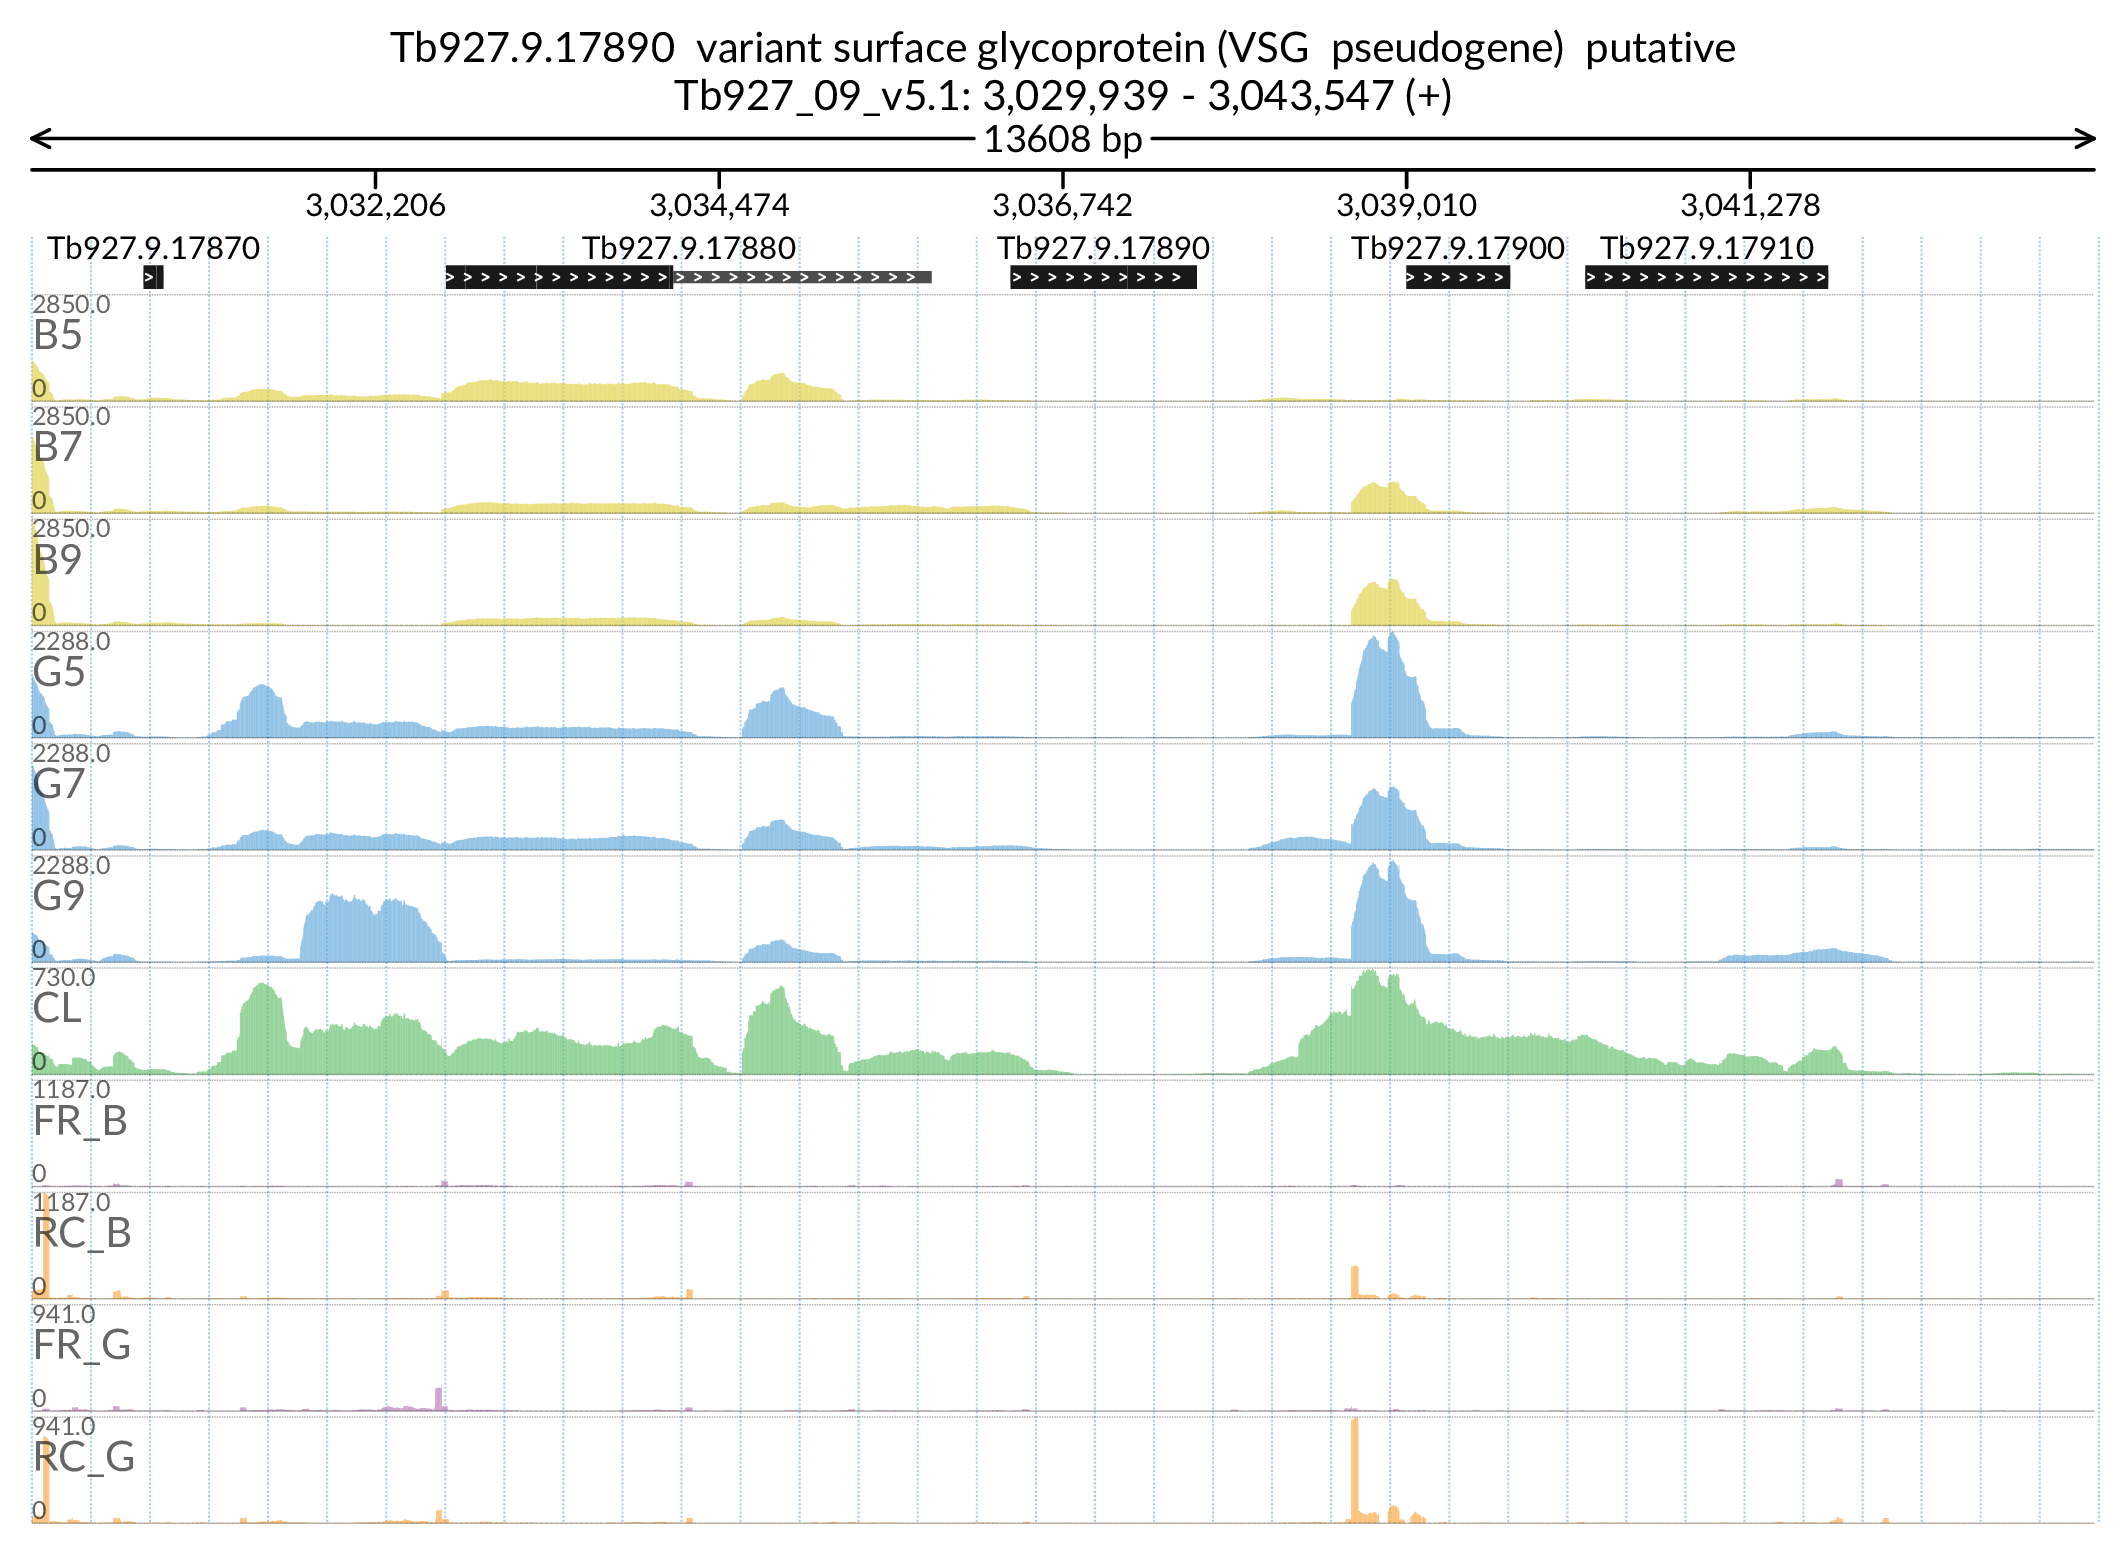 Tb927.9.17890  variant surface glycoprotein (VSG  pseudogene)  putative
Tb927_09_v5.1: 3,029,939 - 3,043,547 (+)
13608 bp
3,032,206 3,034,474 3,036,742 3,039,010 3,041,278
Tb927.9.17870 Tb927.9.17880 Tb927.9.17890 Tb927.9.17900 Tb927.9.17910
2850.0
B5
0
2850.0
B7
0
2850.0
B9
0
2288.0
G5
0
2288.0
G7
0
2288.0
G9
0
730.0
CL
0
1187.0
FR_B
0
1187.0
RC_B
0
941.0
FR_G
0
941.0
RC_G
0